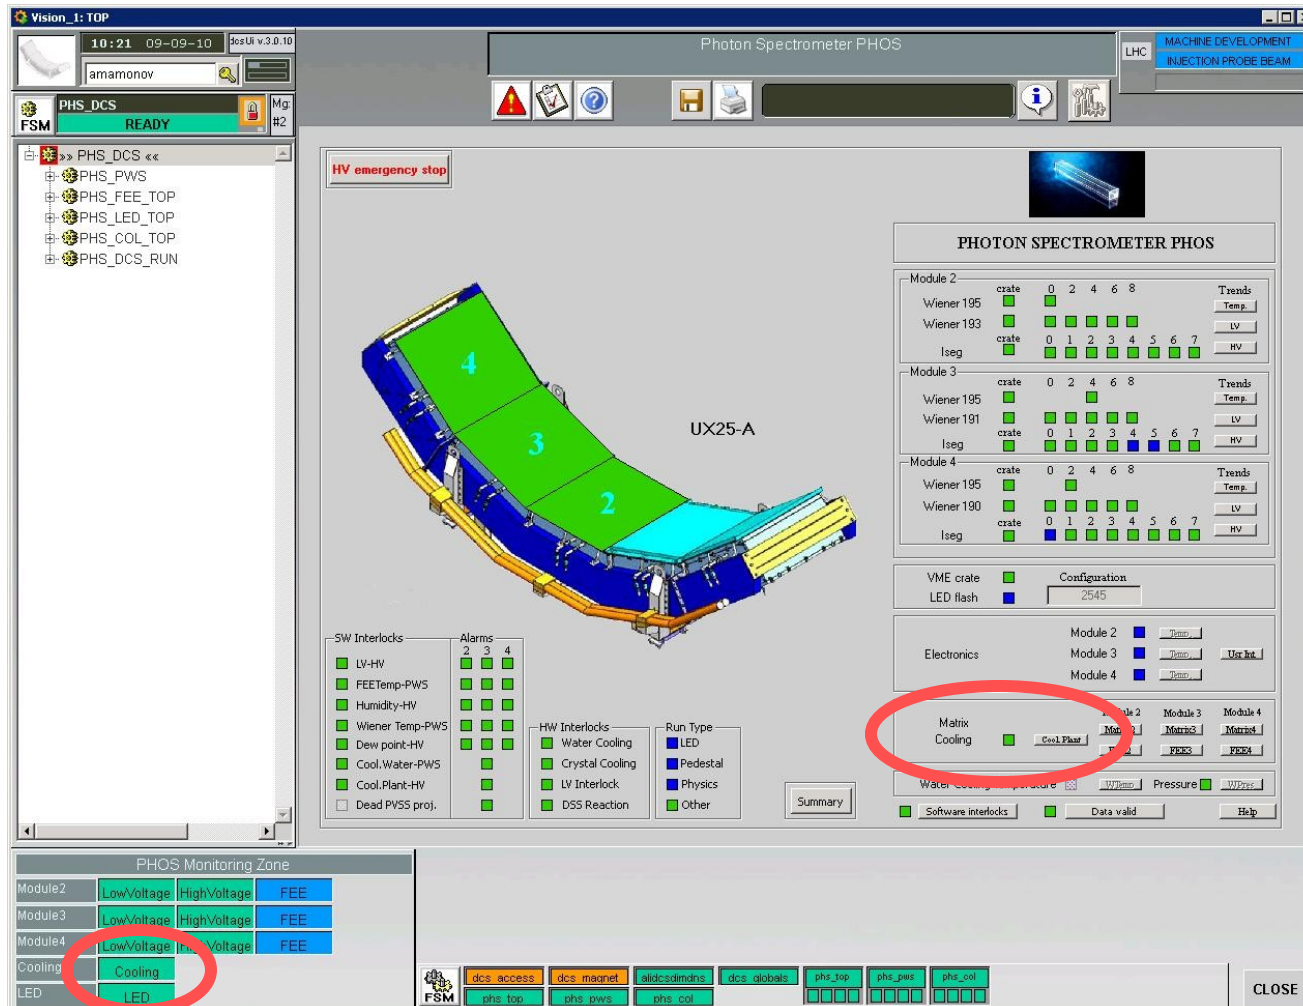 Vision_1: TOP
10:21 09-09-10
dcsUi v.3.0.10
amamonov
Photon Spectrometer PHOS
LHC
MACHINE DEVELOPMENT
INJECTION PROBE BEAM
FSM
PHS_DCS
READY
Mg:
#2
>> PHS_DCS <<
PHS_PWS
PHS_FEE_TOP
PHS_LED_TOP
PHS_COL_TOP
PHS_DCS_RUN
HV emergency stop
4
3
2
UX25-A
PHOTON SPECTROMETER PHOS
Module 2
crate 0 2 4 6 8 Trends
Wiener 195 Temp.
Wiener 193 LV
crate 0 1 2 3 4 5 6 7
Iseg HV
Module 3
crate 0 2 4 6 8 Trends
Wiener 195 Temp.
Wiener 191 LV
crate 0 1 2 3 4 5 6 7
Iseg HV
Module 4
crate 0 2 4 6 8 Trends
Wiener 195 Temp.
Wiener 190 LV
crate 0 1 2 3 4 5 6 7
Iseg HV
VME crate Configuration
LED flash 2545
Module 2 Temp.
Electronics Module 3 Temp. Usr Int
Module 4 Temp.
Matrix Module 3 Module 4
Cooling Cool.Plant Matrix3 Matrix4
FEE3 FEE4
WTemp Pressure WPres
Software interlocks Data valid Help
SW Interlocks Alarms
2 3 4
LV-HV
FEETemp-PWS
Humidity-HV
Wiener Temp-PWS
Dew point-HV
Cool.Water-PWS
Cool.Plant-HV
Dead PVSS proj.
HW Interlocks
Water Cooling
Crystal Cooling
LV Interlock
DSS Reaction
Run Type
LED
Pedestal
Physics
Other
Summary
PHOS Monitoring Zone
Module2 LowVoltage HighVoltage FEE
Module3 LowVoltage HighVoltage FEE
Module4 LowVoltage HighVoltage FEE
Cooling Cooling
LED LED
FSM
dcs_access dcs_magnet alidcsdimdns dcs_globals phs_top phs_pws phs_col
phs_top phs_pws phs_col
CLOSE